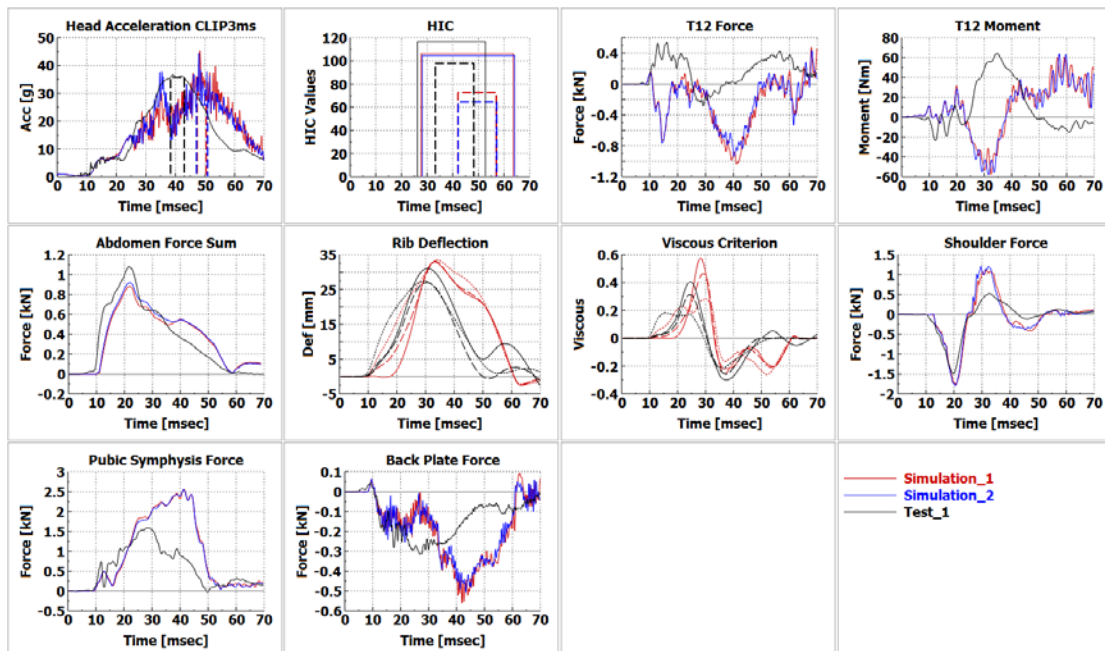 Head Acceleration CLIP3ms
Acc [g]
50
40
30
20
10
0
0 10 20 30 40 50 60 70
Time [msec]
HIC
HIC Values
120
100
80
60
40
20
0
0 10 20 30 40 50 60 70
Time [msec]
T12 Force
Force [kN]
0.4
0
-0.4
-0.8
-1.2
0 10 20 30 40 50 60 70
Time [msec]
T12 Moment
Moment [Nm]
80
60
40
20
0
-20
-40
-60
0 10 20 30 40 50 60 70
Time [msec]
Abdomen Force Sum
Force [kN]
1.2
1
0.8
0.6
0.4
0.2
0
-0.2
0 10 20 30 40 50 60 70
Time [msec]
Rib Deflection
Def [mm]
35
25
15
5
-5
0 10 20 30 40 50 60 70
Time [msec]
Viscous Criterion
Viscous
0.6
0.4
0.2
0
-0.2
-0.4
0 10 20 30 40 50 60 70
Time [msec]
Shoulder Force
Force [kN]
1.5
1
0.5
0
-0.5
-1
-1.5
-2
0 10 20 30 40 50 60 70
Time [msec]
Pubic Symphysis Force
Force [kN]
3
2.5
2
1.5
1
0.5
0
-0.5
0 10 20 30 40 50 60 70
Time [msec]
Back Plate Force
Force [kN]
0.1
0
-0.1
-0.2
-0.3
-0.4
-0.5
-0.6
0 10 20 30 40 50 60 70
Time [msec]
Simulation_1
Simulation_2
Test_1